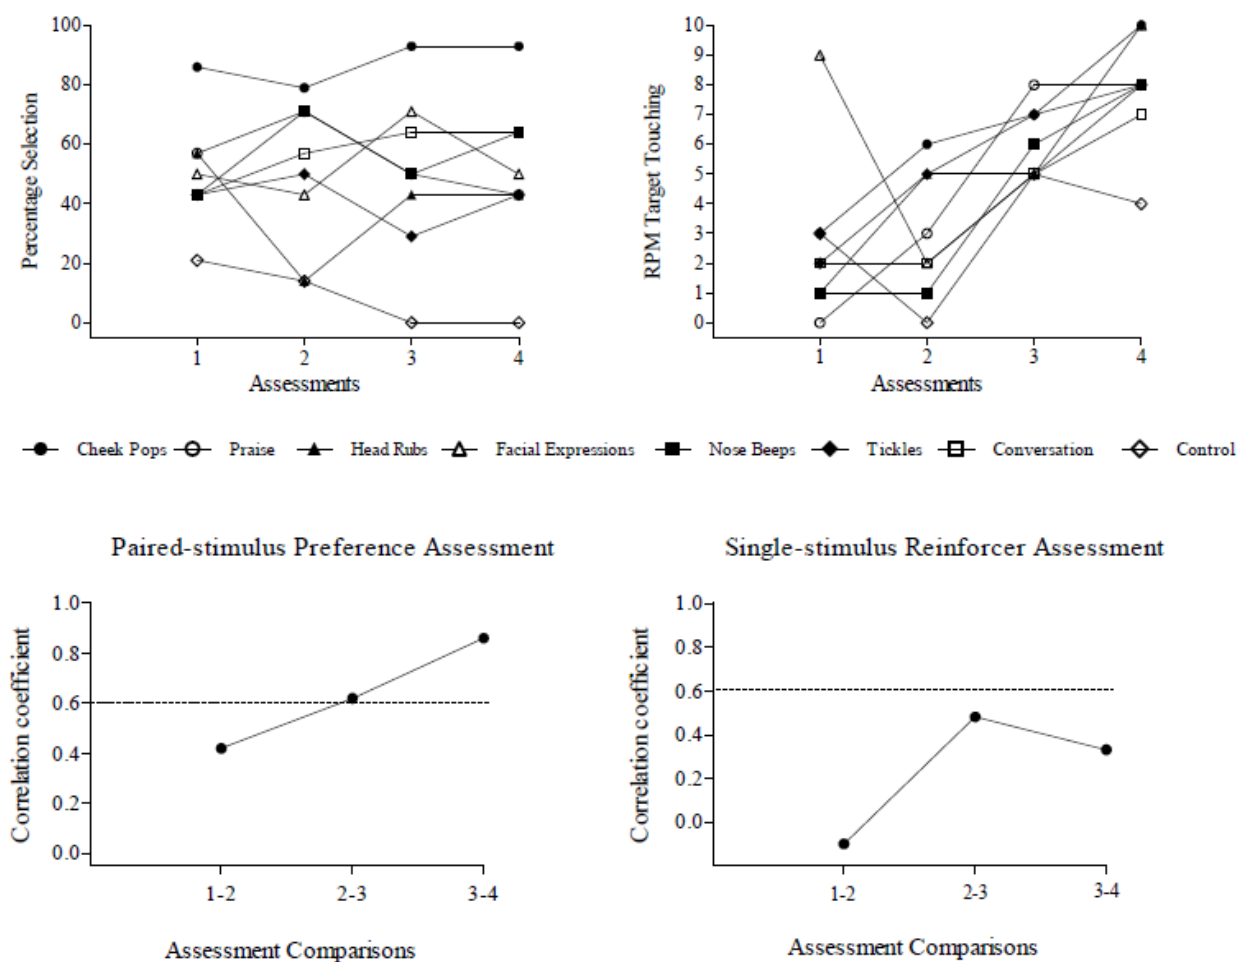 100
80
60
40
20
0
Percentage Selection
1 2 3 4
Assessments
10
9
8
7
6
5
4
3
2
1
0
RPM Target Touching
1 2 3 4
Assessments
Cheek Pops Praise Head Rubs Facial Expressions Nose Beeps Tickles Conversation Control
Paired-stimulus Preference Assessment
1.0
0.8
0.6
0.4
0.2
0.0
Correlation coefficient
1-2 2-3 3-4
Assessment Comparisons
Single-stimulus Reinforcer Assessment
1.0
0.8
0.6
0.4
0.2
0.0
Correlation coefficient
1-2 2-3 3-4
Assessment Comparisons